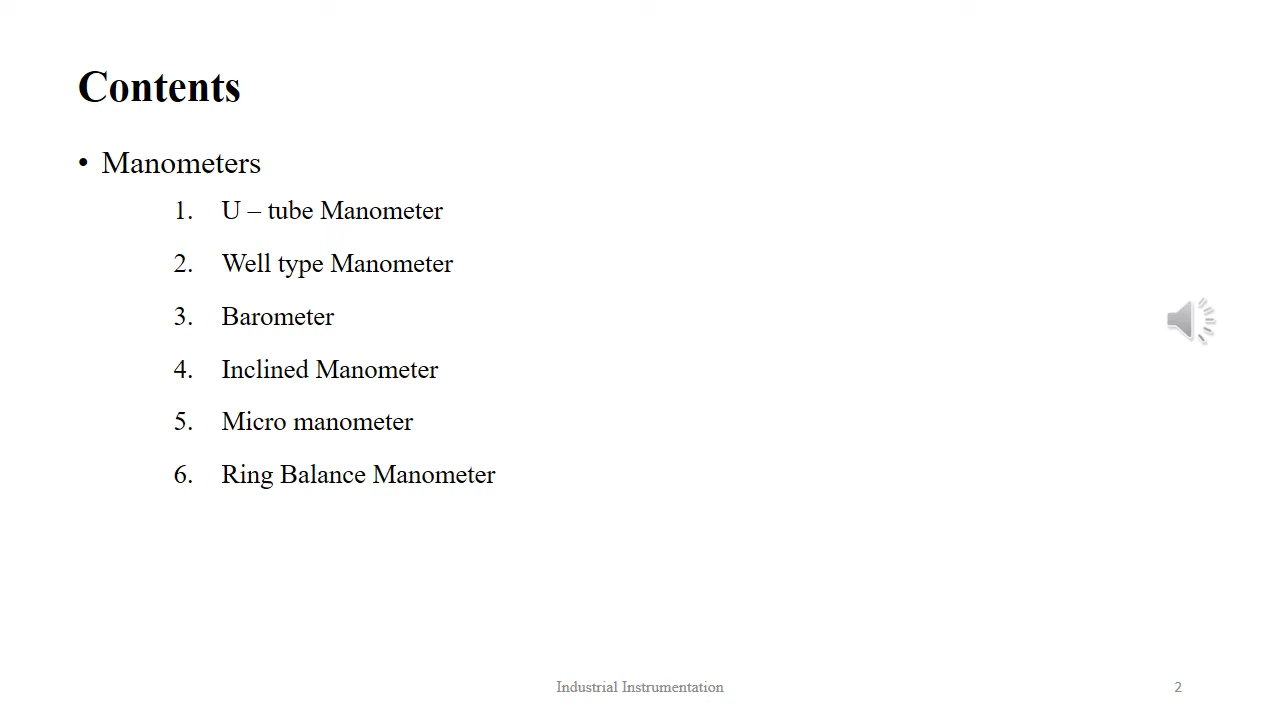 Contents
• Manometers
1. U – tube Manometer
2. Well type Manometer
3. Barometer
4. Inclined Manometer
5. Micro manometer
6. Ring Balance Manometer
Industrial Instrumentation
2